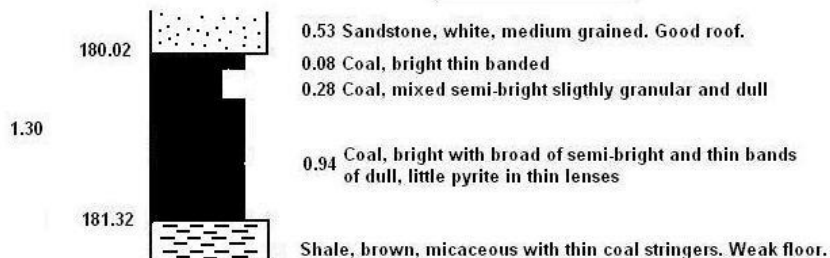 0.53 Sandstone, white, medium grained. Good roof.
180.02
0.08 Coal, bright thin banded
0.28 Coal, mixed semi-bright sligthly granular and dull
1.30
0.94 Coal, bright with broad of semi-bright and thin bands
of dull, little pyrite in thin lenses
181.32
Shale, brown, micaceous with thin coal stringers. Weak floor.